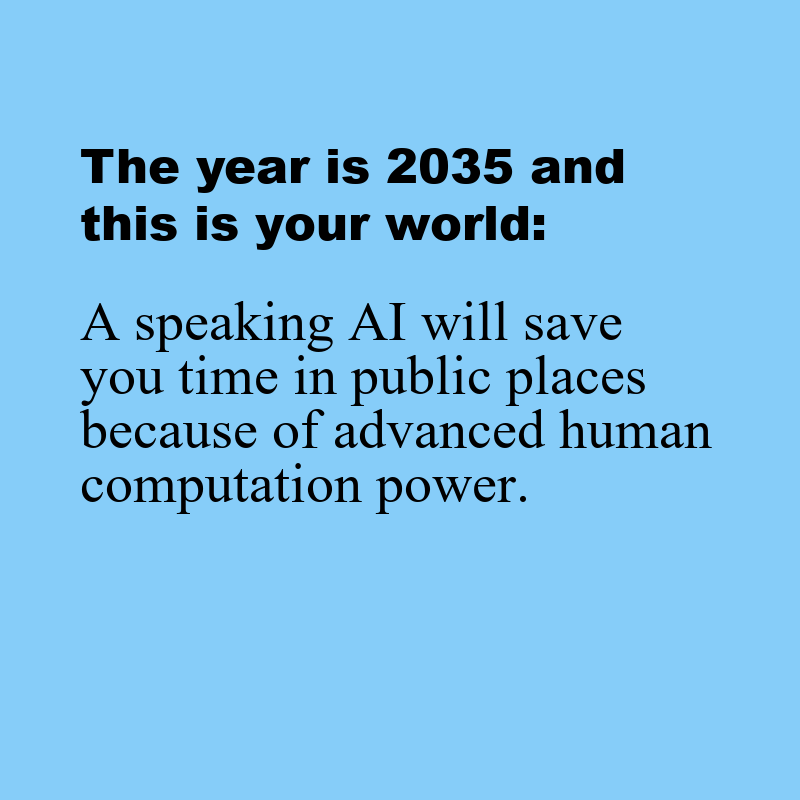 The year is 2035 and
this is your world:
A speaking AI will save
you time in public places
because of advanced human
computation power.